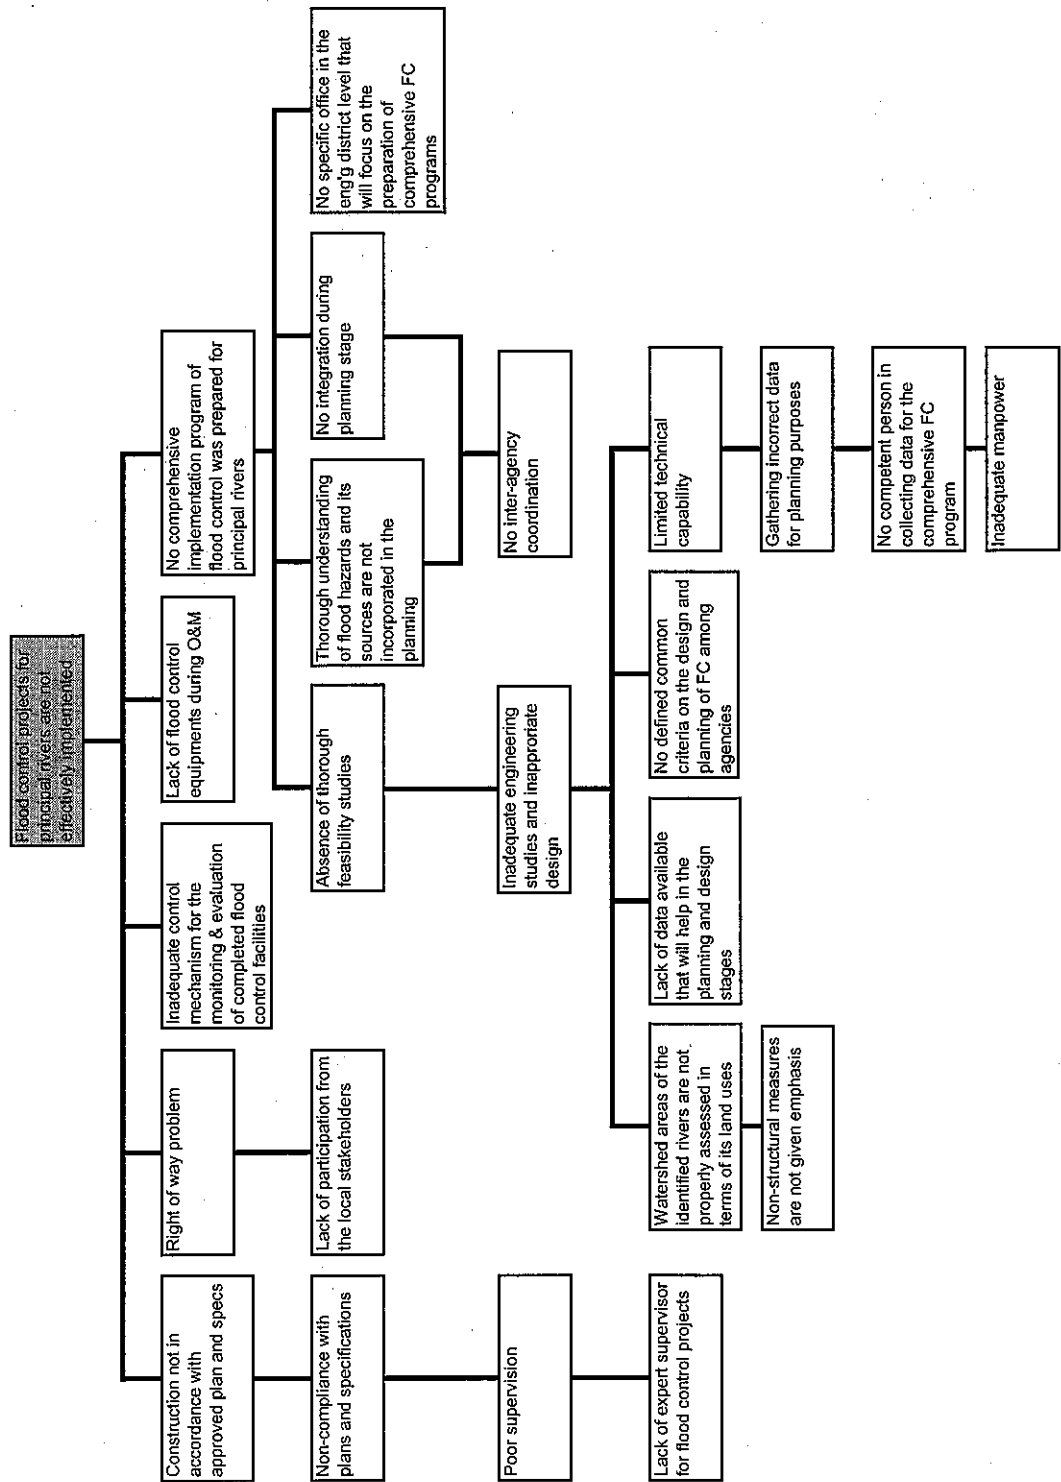 Flood control projects for
principal rivers are not
effectively implemented
Construction not in
accordance with
approved plan and specs
Right of way problem
Inadequate control
mechanism for the
monitoring & evaluation
of completed flood
control facilities
Lack of flood control
equipments during O&M
No comprehensive
implementation program of
flood control was prepared for
principal rivers
Non-compliance with
plans and specifications
Lack of participation from
the local stakeholders
Absence of thorough
feasibility studies
Thorough understanding
of flood hazards and its
sources are not
incorporated in the
planning
No integration during
planning stage
No specific office in the
eng'g district level that
will focus on the
preparation of
comprehensive FC
programs
Poor supervision
Inadequate engineering
studies and inapproriate
design
No inter-agency
coordination
Lack of expert supervisor
for flood control projects
Watershed areas of the
identified rivers are not
properly assessed in
terms of its land uses
Lack of data available
that will help in the
planning and design
stages
No defined common
criteria on the design and
planning of FC among
agencies
Limited technical
capability
Non-structural measures
are not given emphasis
Gathering incorrect data
for planning purposes
No competent person in
collecting data for the
comprehensive FC
program
Inadequate manpower